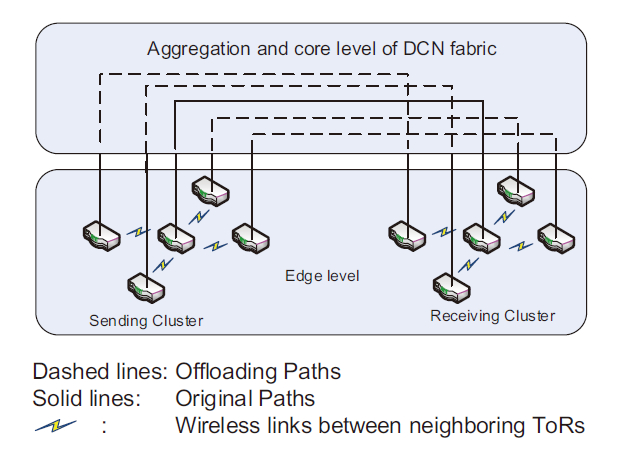 Aggregation and core level of DCN fabric
Edge level
Sending Cluster
Receiving Cluster
Dashed lines: Offloading Paths
Solid lines: Original Paths
: Wireless links between neighboring ToRs